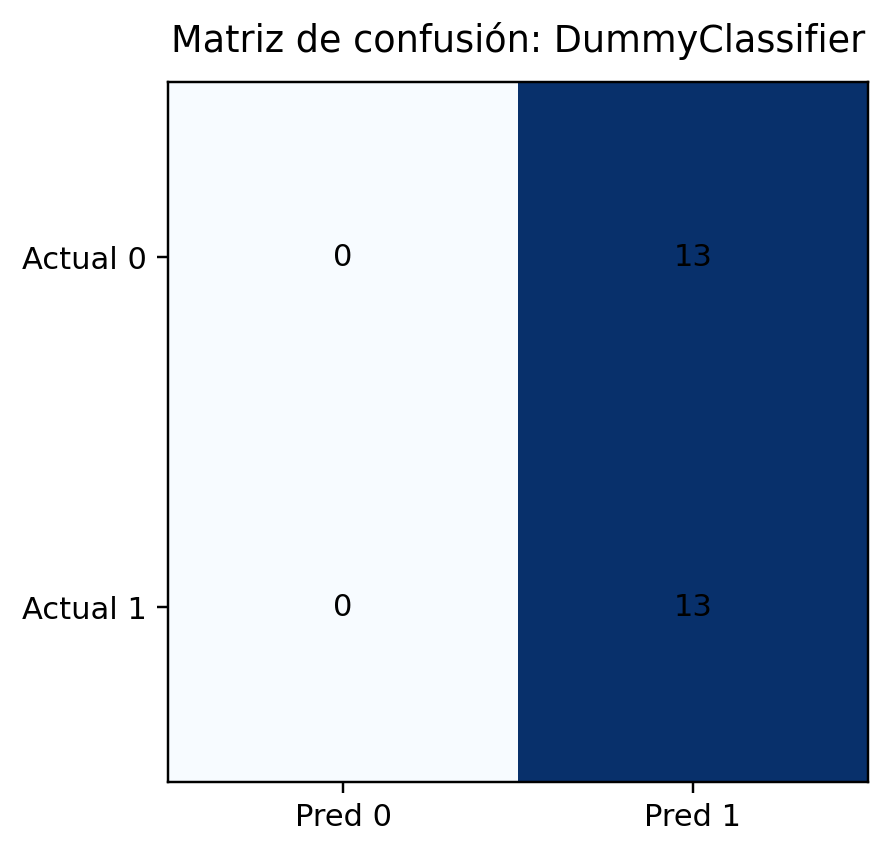 Matriz de confusión: DummyClassifier
Actual 0
0
13
Actual 1
0
13
Pred 0
Pred 1